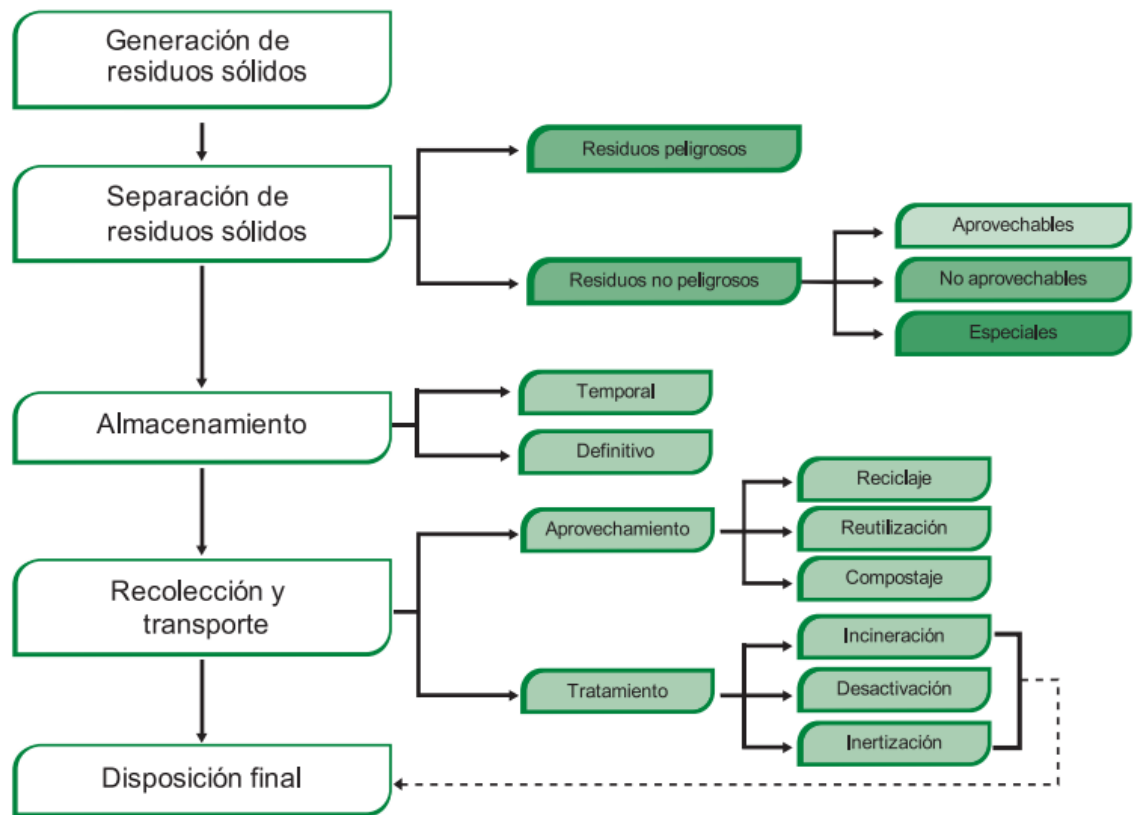 Generación de
residuos sólidos
Residuos peligrosos
Separación de
residuos sólidos
Aprovechables
Residuos no peligrosos
No aprovechables
Especiales
Temporal
Almacenamiento
Definitivo
Reciclaje
Aprovechamiento
Reutilización
Compostaje
Recolección y
transporte
Incineración
Tratamiento
Desactivación
Inertización
Disposición final